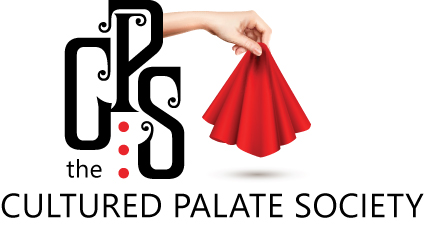 CPS
the
CULTURED PALATE SOCIETY